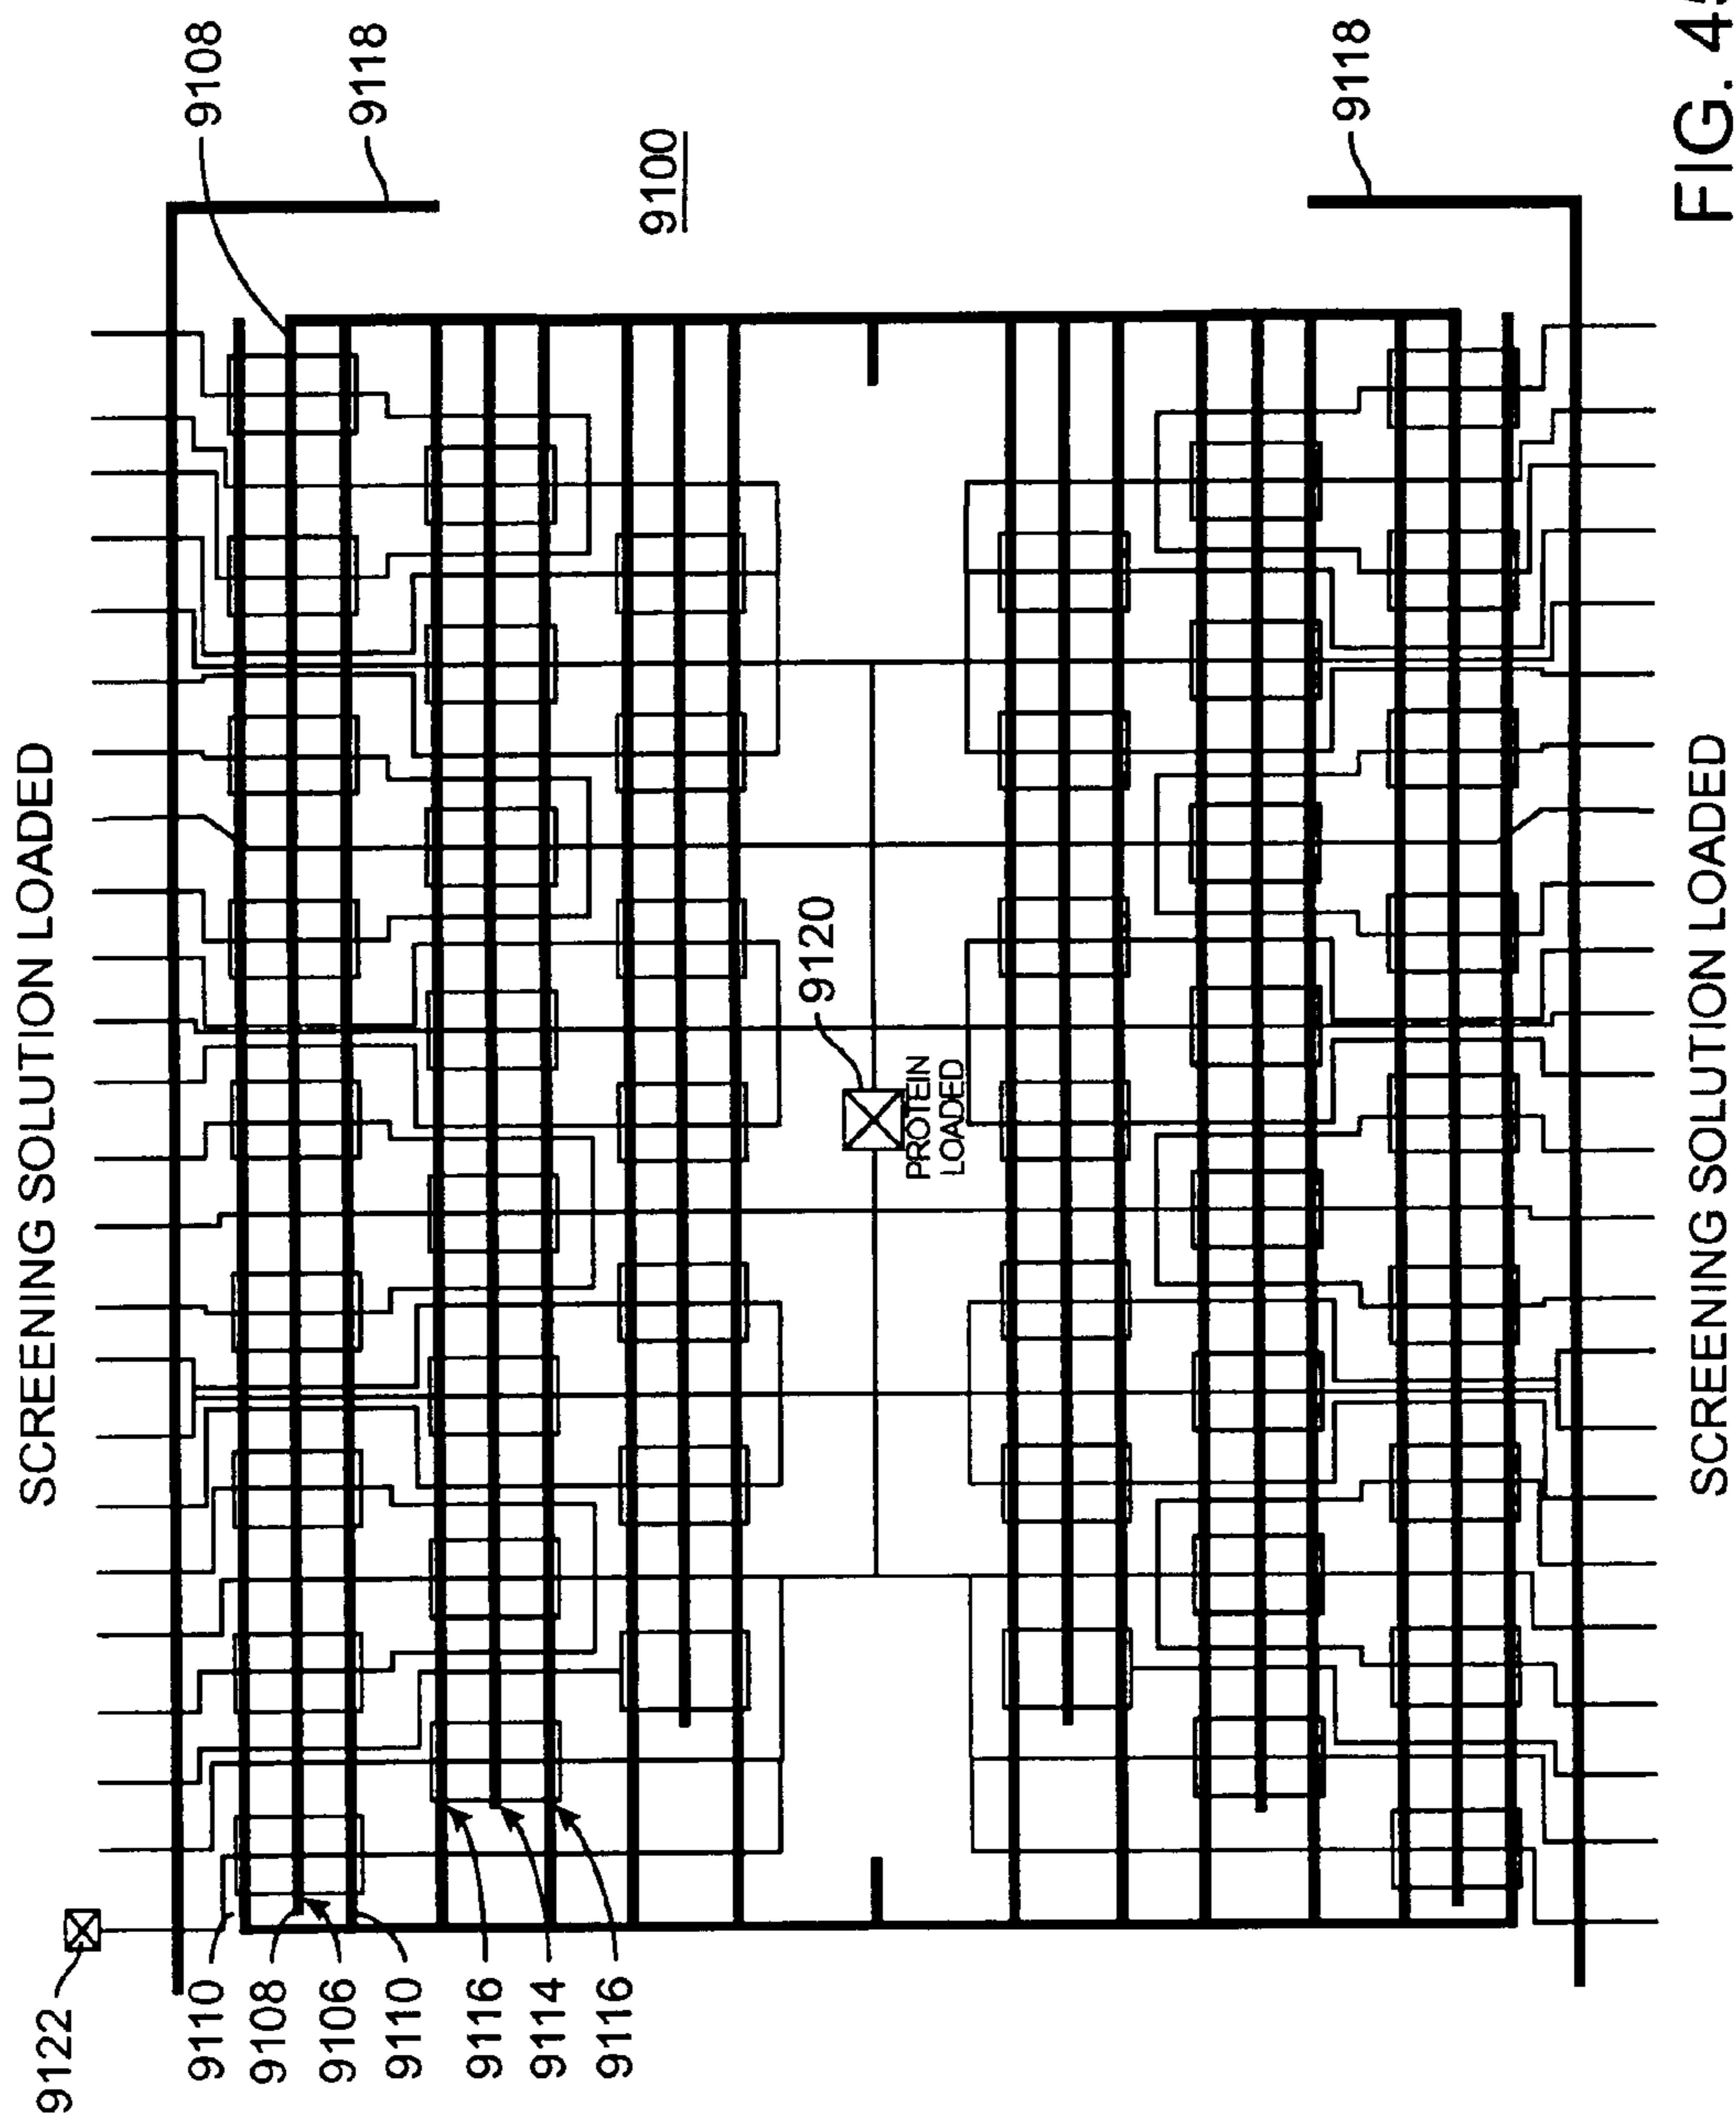 SCREENING SOLUTION LOADED
9122
9110
9108
9108
9106
9118
9110
9116
9114
9116
9100
9120
PROTEIN
LOADED
9118
SCREENING SOLUTION LOADED
FIG. 4